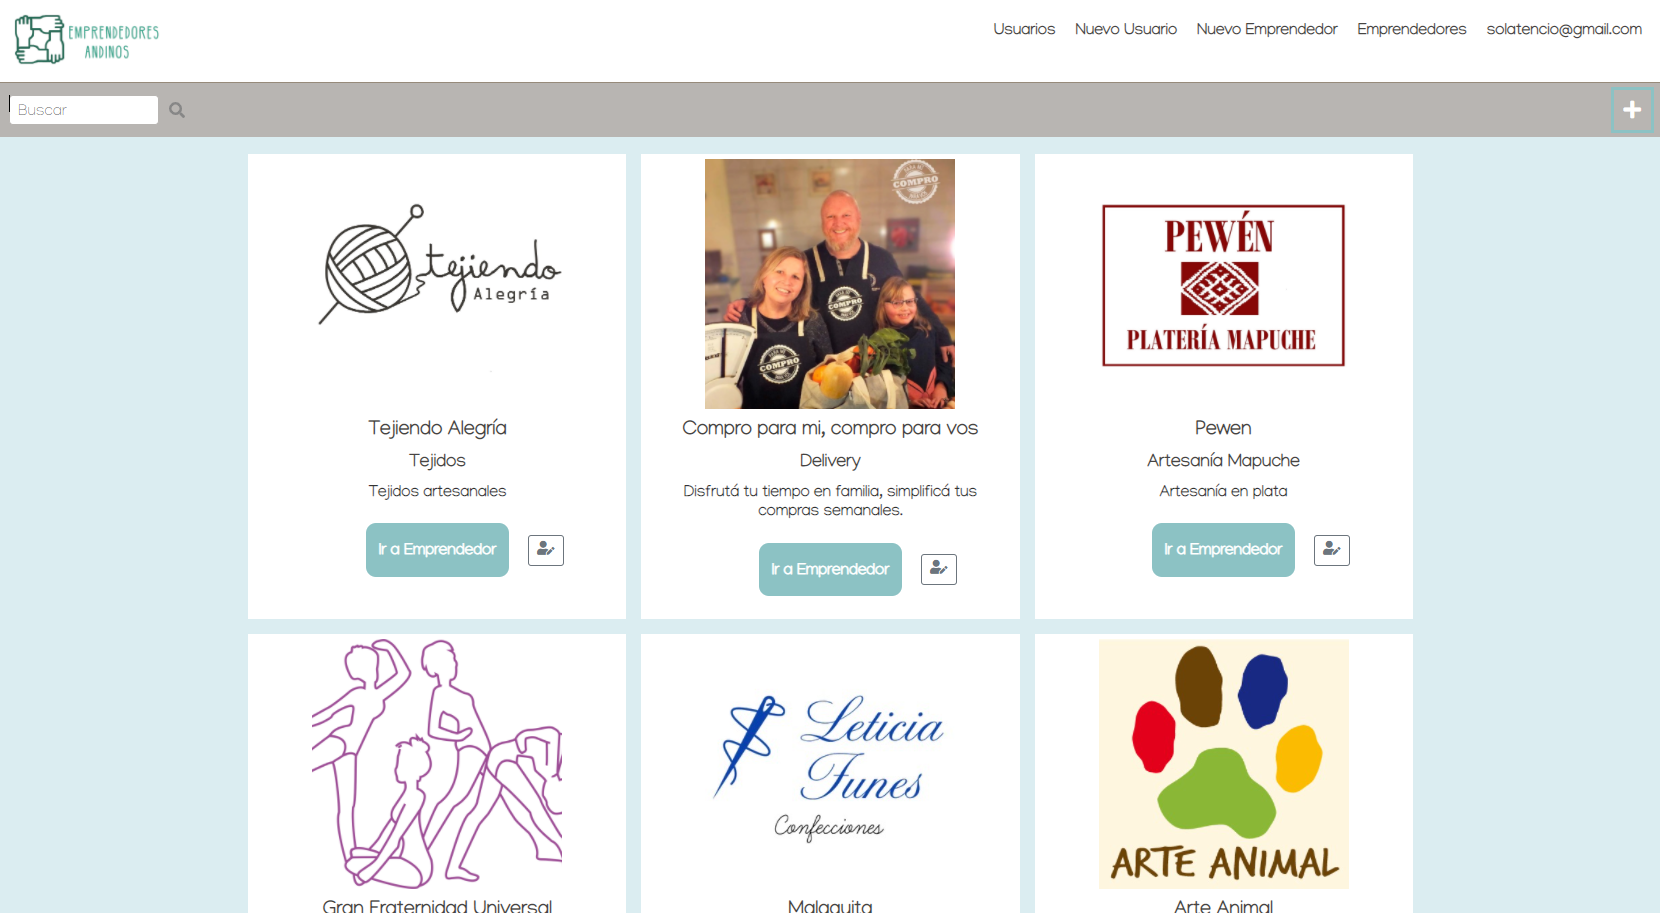 EMPRENDEDORES
ANDINOS
Usuarios Nuevo Usuario Nuevo Emprendedor Emprendedores solatencio@gmail.com
Buscar
tejiendo
Alegría
COMPRO
COMPRO
COMPRO
PEWÉN
PLATERÍA MAPUCHE
Tejiendo Alegría
Tejidos
Tejidos artesanales
Ir a Emprendedor
Compro para mi, compro para vos
Delivery
Disfrutá tu tiempo en familia, simplificá tus
compras semanales.
Ir a Emprendedor
Pewen
Artesanía Mapuche
Artesanía en plata
Ir a Emprendedor
Leticia
Funes
Confecciones
ARTE ANIMAL
Gran Fraternidad Universal
Malaquita
Arte Animal